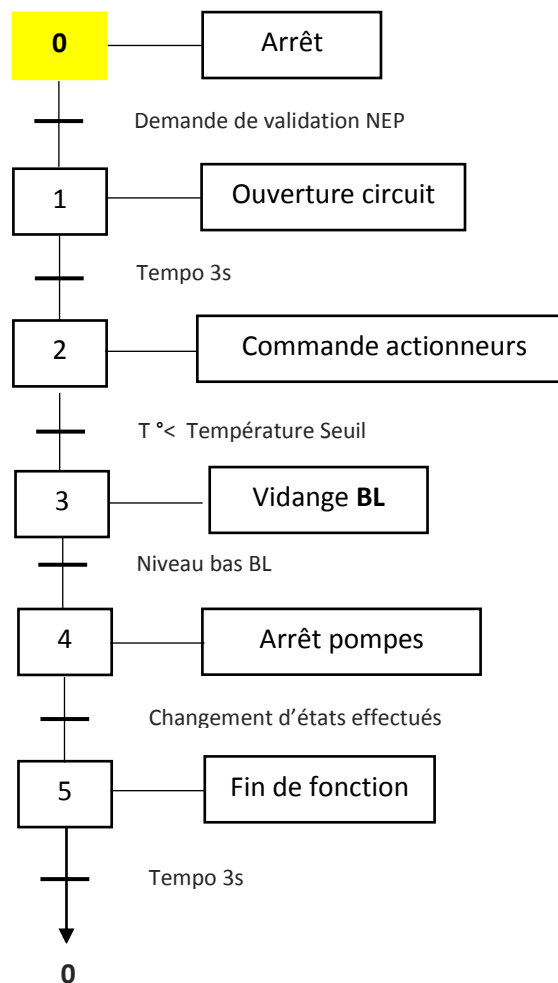 0 Arrêt
Demande de validation NEP
1 Ouverture circuit
Tempo 3s
2 Commande actionneurs
T °< Température Seuil
3 Vidange BL
Niveau bas BL
4 Arrêt pompes
Changement d'états effectués
5 Fin de fonction
Tempo 3s
0